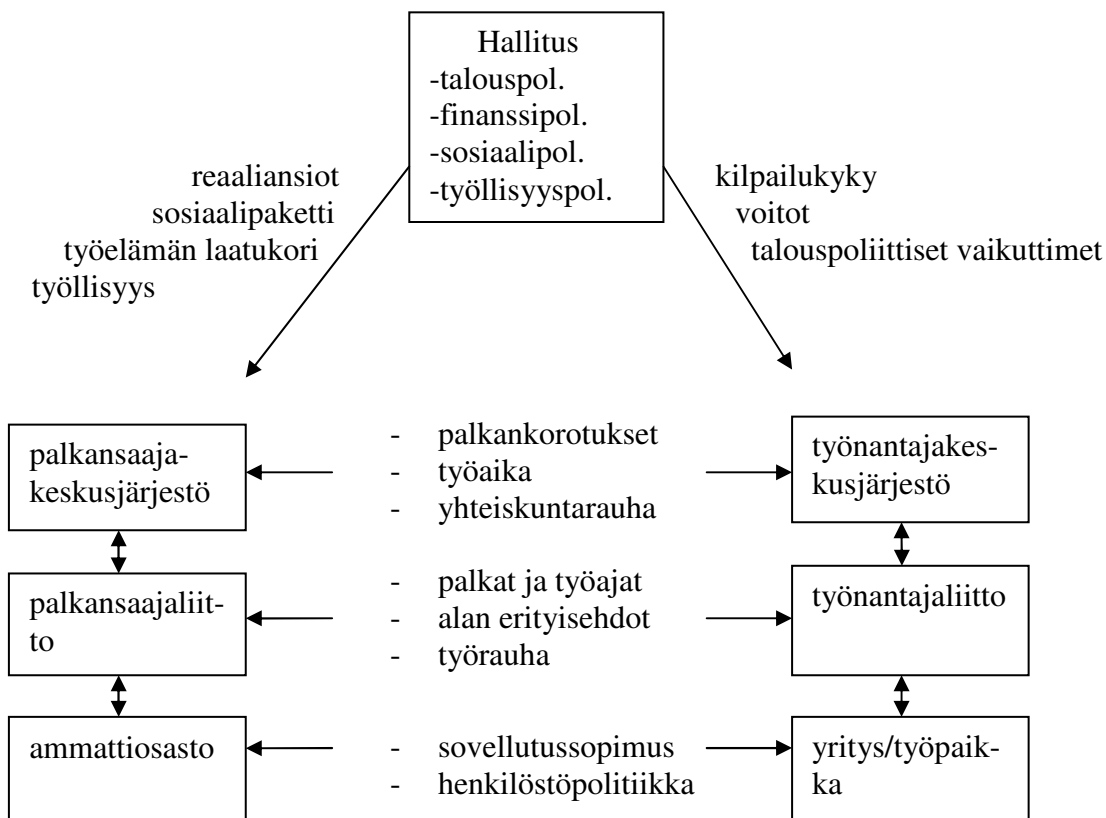 Hallitus
-talouspol.
-finanssipol.
-sosiaalipol.
-työllisyyspol.
reaaliansiot
sosiaalipaketti
työelämän laatukori
työllisyys
kilpailukyky
voitot
talouspoliittiset vaikuttimet
palkansaaja-
keskusjärjestö
- palkankorotukset
- työaika
- yhteiskuntarauha
työnantajakes-
kusjärjestö
palkansaajaliit-
to
- palkat ja työajat
- alan erityisehdot
- työrauha
työnantajaliitto
ammattiosasto
- sovellutussopimus
- henkilöstöpolitiikka
yritys/työpaik-
ka